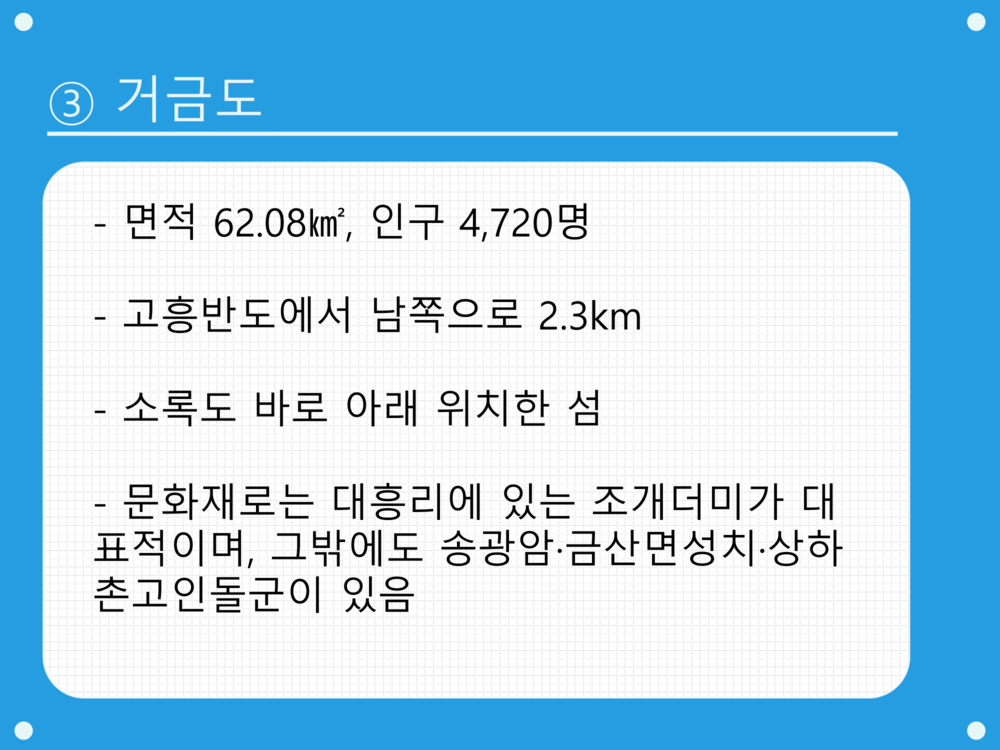 ③ 거금도
- 면적 62.08㎢, 인구 4,720명
- 고흥반도에서 남쪽으로 2.3km
- 소록도 바로 아래 위치한 섬
- 문화재로는 대흥리에 있는 조개더미가 대
표적이며, 그밖에도 송광암·금산면성치·상하
촌고인돌군이 있음